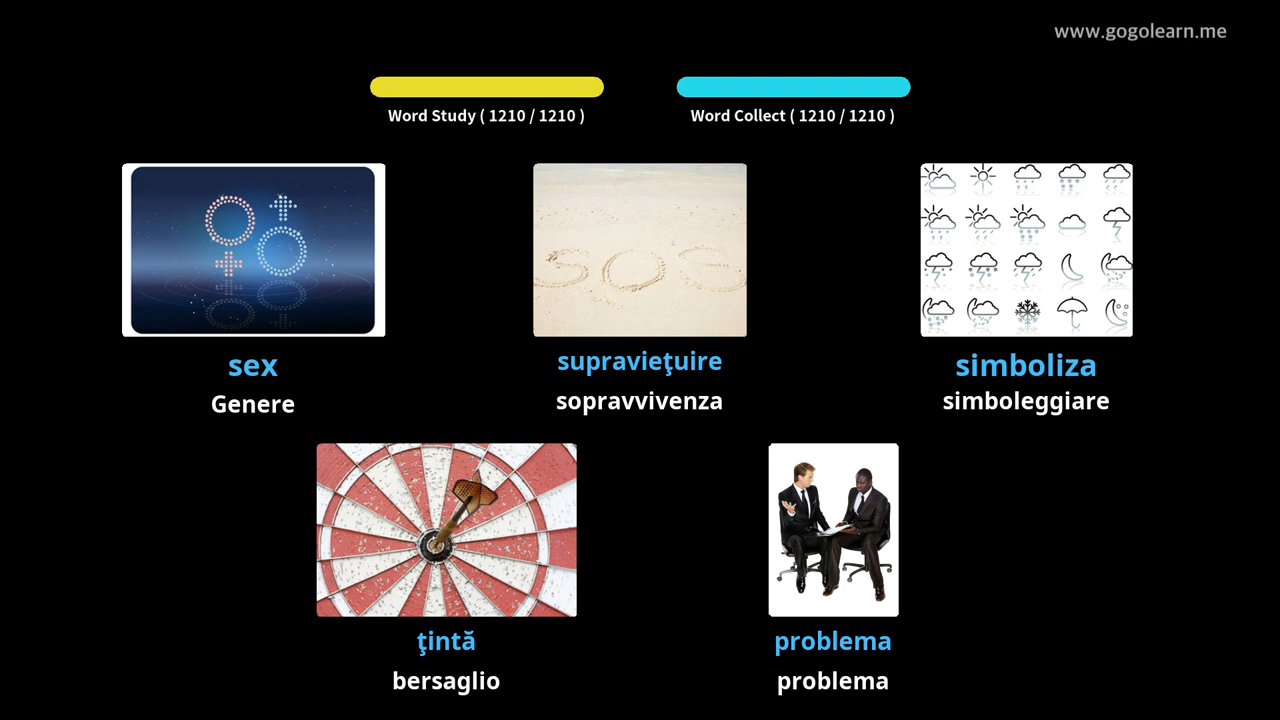 www.gogolearn.me
Word Study ( 1210 / 1210 )
Word Collect ( 1210 / 1210 )
SOS
sex
Genere
supravieţuire
sopravvivenza
simboliza
simboleggiare
ţintă
bersaglio
problema
problema